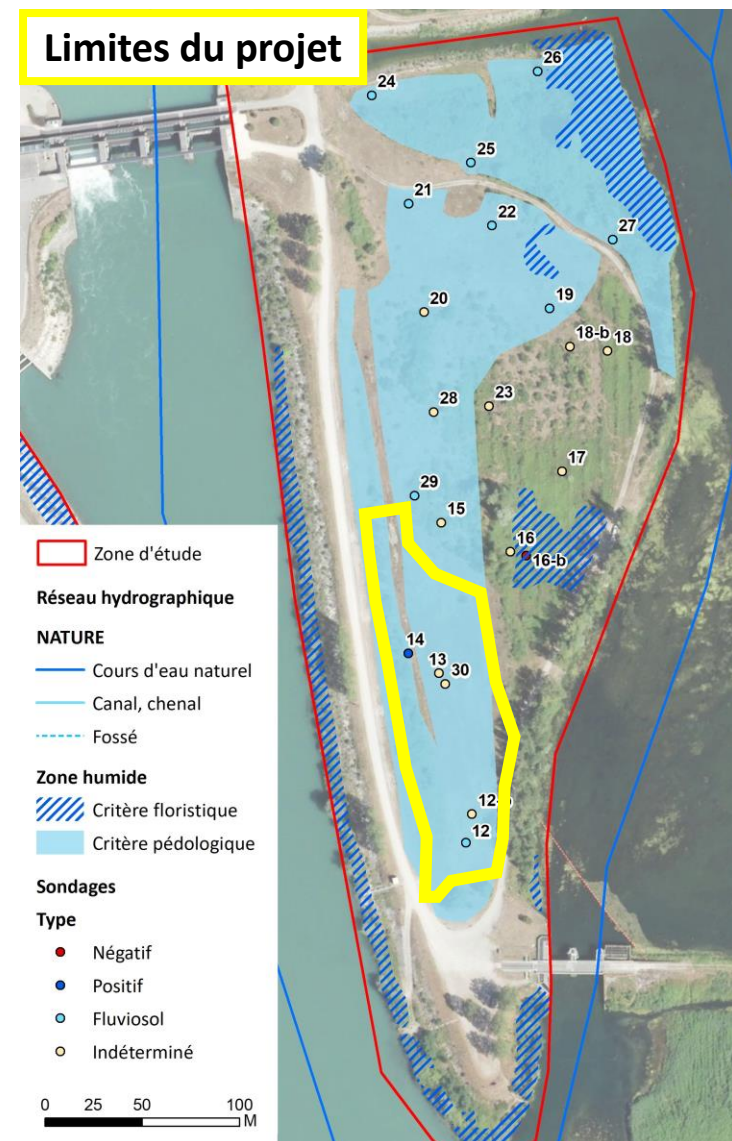 Limites du projet
26
24
25
21
22
27
20
19
18-b
18
28
23
17
29
15
16
16-b
14
13
30
12-b
12
Zone d'étude
Réseau hydrographique
NATURE
Cours d'eau naturel
Canal, chenal
Fossé
Zone humide
Critère floristique
Critère pédologique
Sondages
Type
Négatif
Positif
Fluviosol
Indéterminé
0 25 50 100
M